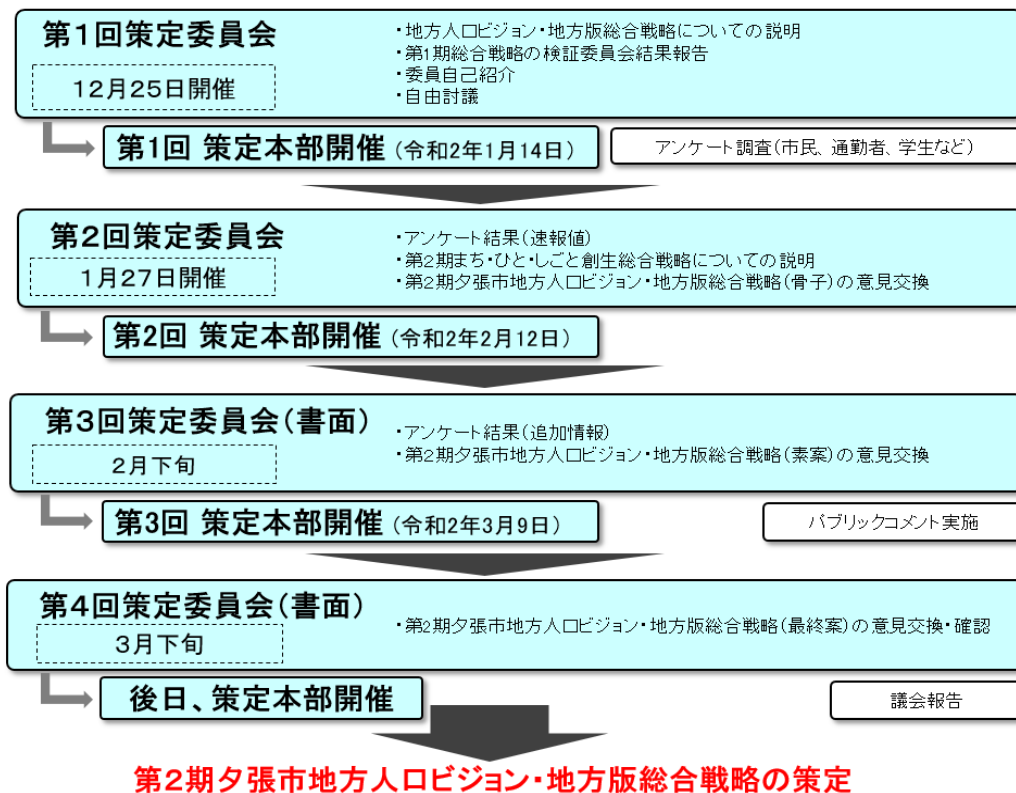 第1回策定委員会
12月25日開催
・地方人口ビジョン・地方版総合戦略についての説明
・第1期総合戦略の検証委員会結果報告
・委員自己紹介
・自由討議
第1回 策定本部開催(令和2年1月14日)
アンケート調査(市民、通勤者、学生など)
第2回策定委員会
1月27日開催
・アンケート結果(速報値)
・第2期まち・ひと・しごと創生総合戦略についての説明
・第2期夕張市地方人口ビジョン・地方版総合戦略(骨子)の意見交換
第2回 策定本部開催(令和2年2月12日)
第3回策定委員会(書面)
2月下旬
・アンケート結果(追加情報)
・第2期夕張市地方人口ビジョン・地方版総合戦略(素案)の意見交換
第3回 策定本部開催(令和2年3月9日)
パブリックコメント実施
第4回策定委員会(書面)
3月下旬
・第2期夕張市地方人口ビジョン・地方版総合戦略(最終案)の意見交換・確認
後日、策定本部開催
議会報告
第2期夕張市地方人口ビジョン・地方版総合戦略の策定